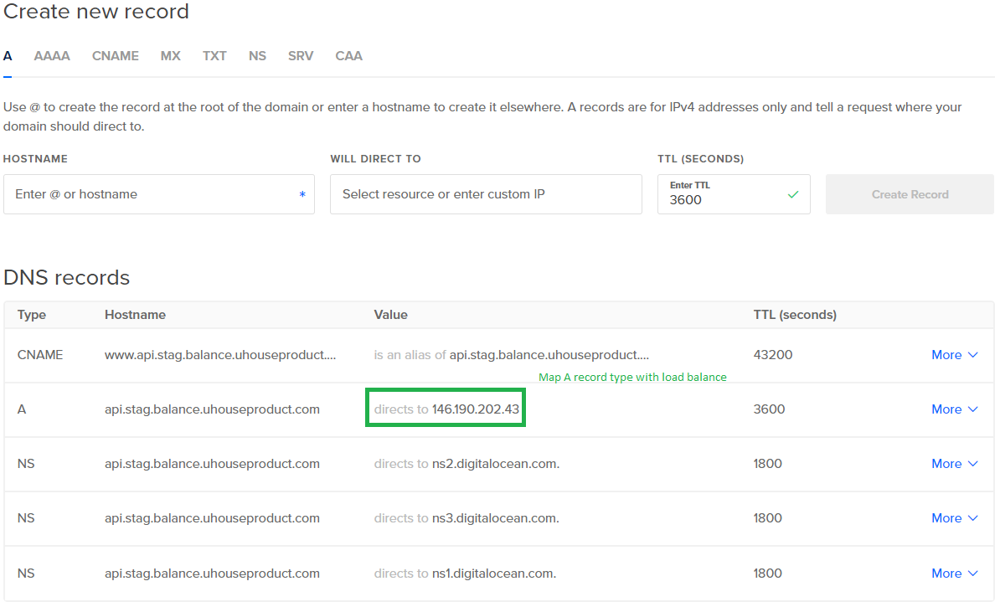 Create new record
A AAAA CNAME MX TXT NS SRV CAA
Use @ to create the record at the root of the domain or enter a hostname to create it elsewhere. A records are for IPv4 addresses only and tell a request where your
domain should direct to.
HOSTNAME WILL DIRECT TO TTL (SECONDS)
Enter @ or hostname * Select resource or enter custom IP Enter TTL
3600 Create Record
DNS records
Type Hostname Value TTL (seconds)
CNAME www.api.stag.balance.uhouseproduct.... is an alias of api.stag.balance.uhouseproduct.... 43200 More
Map A record type with load balance
A api.stag.balance.uhouseproduct.com directs to 146.190.202.43 3600 More
NS api.stag.balance.uhouseproduct.com directs to ns2.digitalocean.com. 1800 More
NS api.stag.balance.uhouseproduct.com directs to ns3.digitalocean.com. 1800 More
NS api.stag.balance.uhouseproduct.com directs to ns1.digitalocean.com. 1800 More